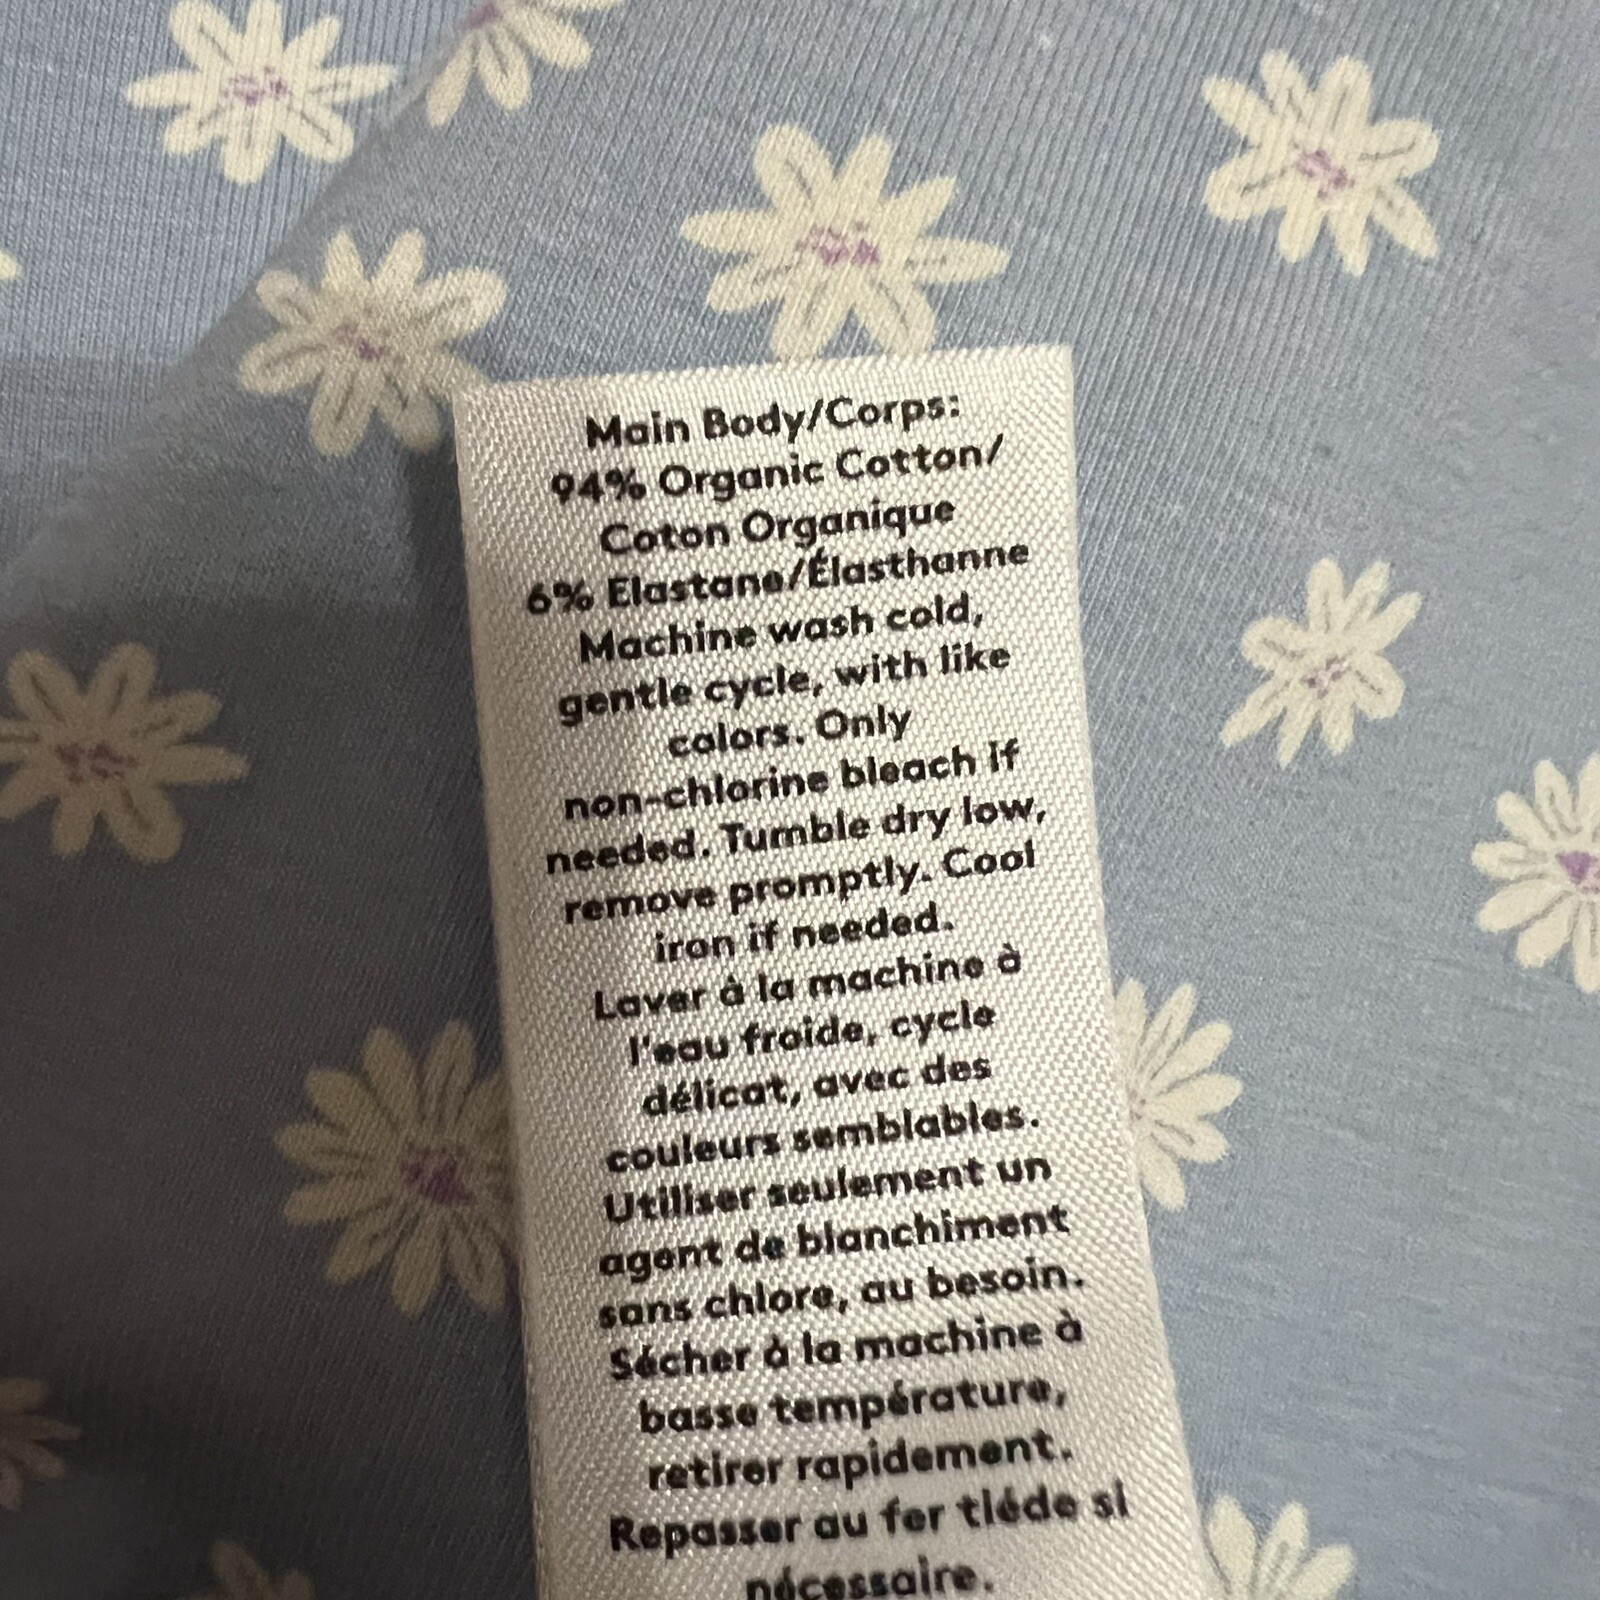 Main Body/Corps:
94% Organic Cotton/
Coton Organique
6% Elastane/Élasthanne
Machine wash cold,
gentle cycle, with like
colors. Only
non-chlorine bleach if
needed. Tumble dry low,
remove promptly. Cool
iron if needed.
Laver à la machine à
l'eau froide, cycle
délicat, avec des
couleurs semblables.
Utiliser seulement un
agent de blanchiment
sans chlore, au besoin.
Sécher à la machine à
basse température,
retirer rapidement.
Repasser au fer tiéde si
nécessaire.